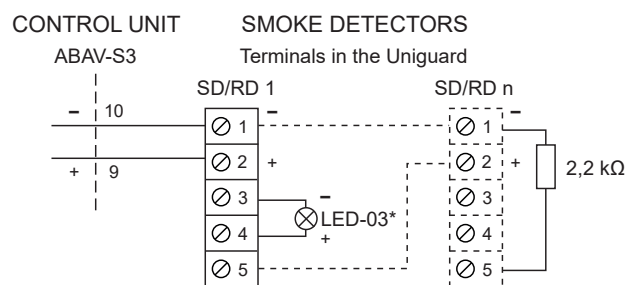 CONTROL UNIT SMOKE DETECTORS
ABAV-S3 Terminals in the Uniguard
SD/RD 1 SD/RD n
- 10 - -
1 1
+ 9 2 + 2 + 2,2 kΩ
3 - 3
LED-03*
4 + 4
5 5